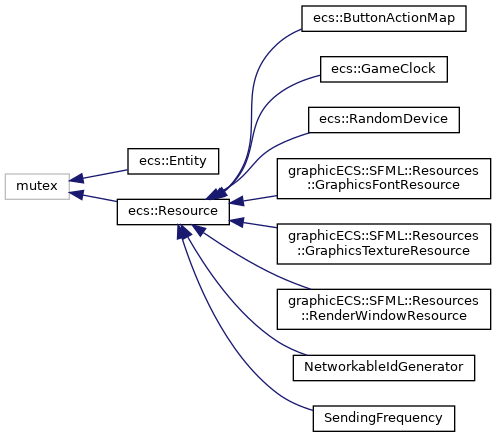 ecs::ButtonActionMap
ecs::GameClock
ecs::RandomDevice
ecs::Entity
graphicECS::SFML::Resources
::GraphicsFontResource
mutex
ecs::Resource
graphicECS::SFML::Resources
::GraphicsTextureResource
graphicECS::SFML::Resources
::RenderWindowResource
NetworkableIdGenerator
SendingFrequency